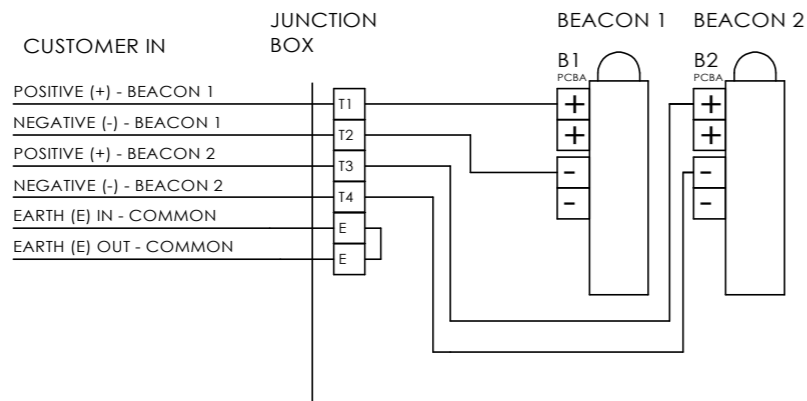 CUSTOMER IN
JUNCTION
BOX
BEACON 1
BEACON 2
B1
PCBA
B2
PCBA
POSITIVE (+) - BEACON 1
T1
+
+
NEGATIVE (-) - BEACON 1
T2
+
+
POSITIVE (+) - BEACON 2
T3
-
-
NEGATIVE (-) - BEACON 2
T4
-
-
EARTH (E) IN - COMMON
E
EARTH (E) OUT - COMMON
E